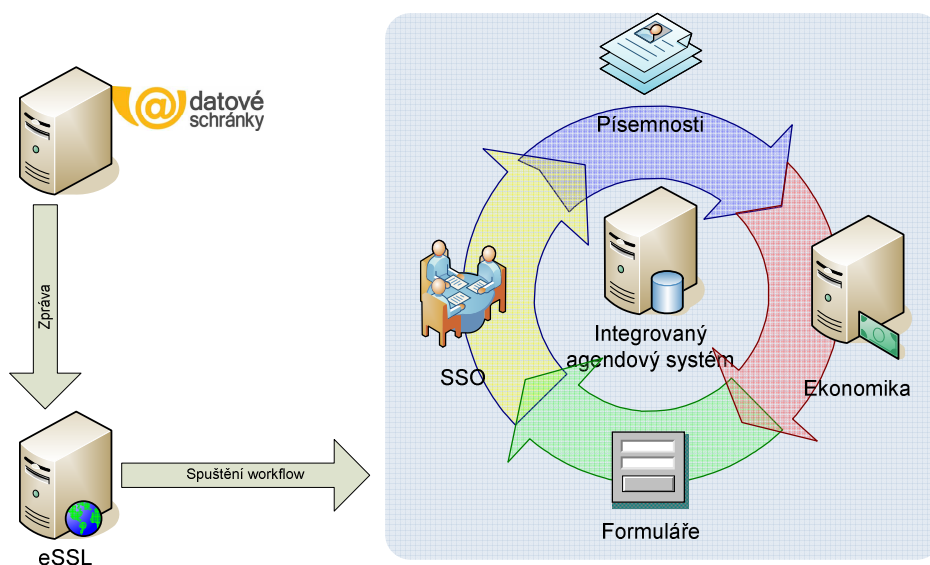 datové
schránky
Zpráva
eSSL
Spuštění workflow
Písemnosti
Integrovaný
agendový systém
SSO
Ekonomika
Formuláře